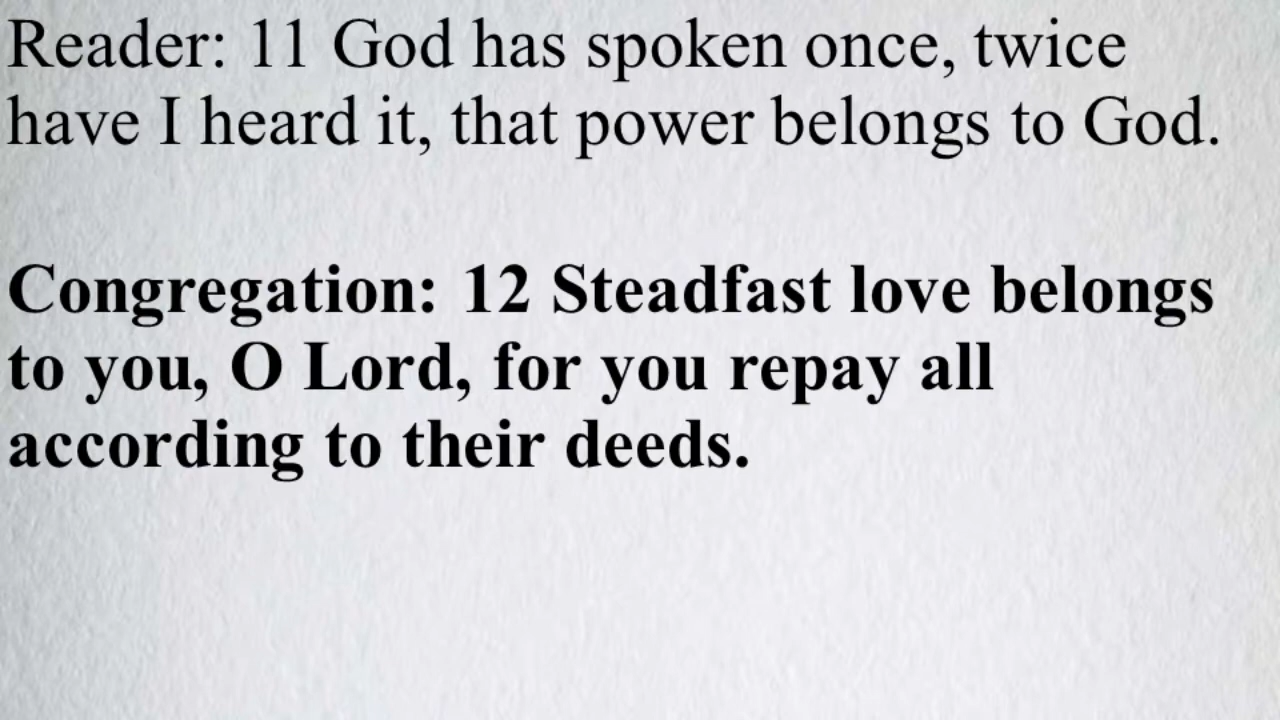 Reader: 11 God has spoken once, twice
have I heard it, that power belongs to God.
Congregation: 12 Steadfast love belongs
to you, O Lord, for you repay all
according to their deeds.